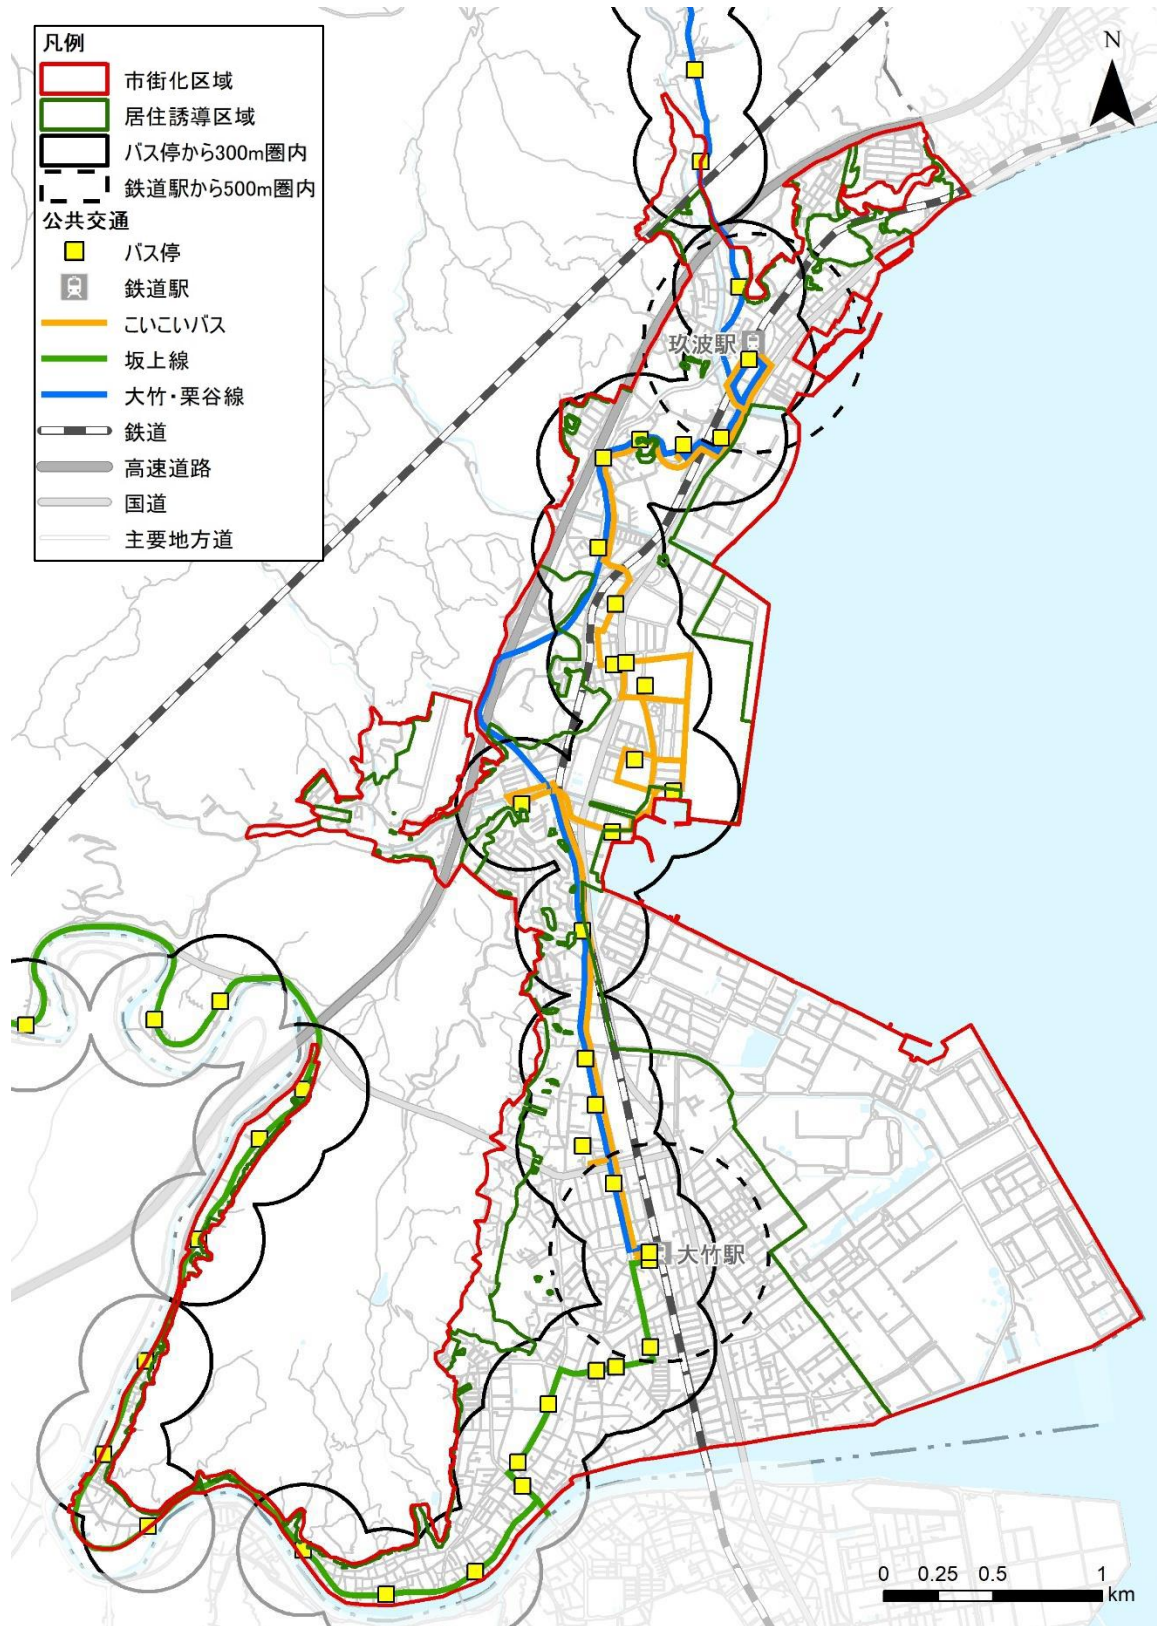 凡例
市街化区域
居住誘導区域
バス停から300m圏内
鉄道駅から500m圏内
公共交通
バス停
鉄道駅
こいこいバス
坂上線
大竹・栗谷線
鉄道
高速道路
国道
主要地方道
N
玖波駅
大竹駅
0 0.25 0.5 1
km